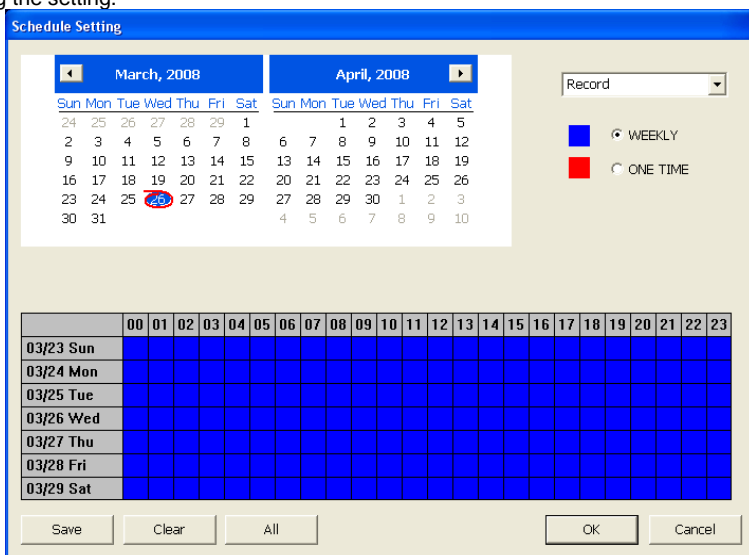 g the setting.
Schedule Setting
March, 2008 April, 2008
Sun Mon Tue Wed Thu Fri Sat Sun Mon Tue Wed Thu Fri Sat
24 25 26 27 28 29 1 1 2 3 4 5
2 3 4 5 6 7 8 6 7 8 9 10 11 12
9 10 11 12 13 14 15 13 14 15 16 17 18 19
16 17 18 19 20 21 22 20 21 22 23 24 25 26
23 24 25 26 27 28 29 27 28 29 30 1 2 3
30 31 4 5 6 7 8 9 10
Record
WEEKLY
ONE TIME
00 01 02 03 04 05 06 07 08 09 10 11 12 13 14 15 16 17 18 19 20 21 22 23
03/23 Sun
03/24 Mon
03/25 Tue
03/26 Wed
03/27 Thu
03/28 Fri
03/29 Sat
Save Clear All OK Cancel